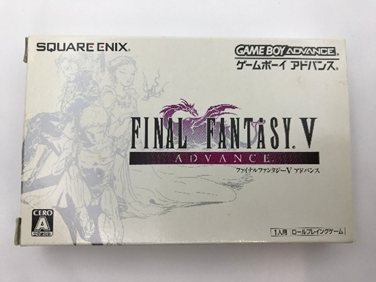 SQUARE ENIX
GAME BOY ADVANCE
ゲームボーイ アドバンス
FINAL FANTASY V
ADVANCE
ファイナルファンタジーV アドバンス
CERO
A
1人用 ロールプレイングゲーム